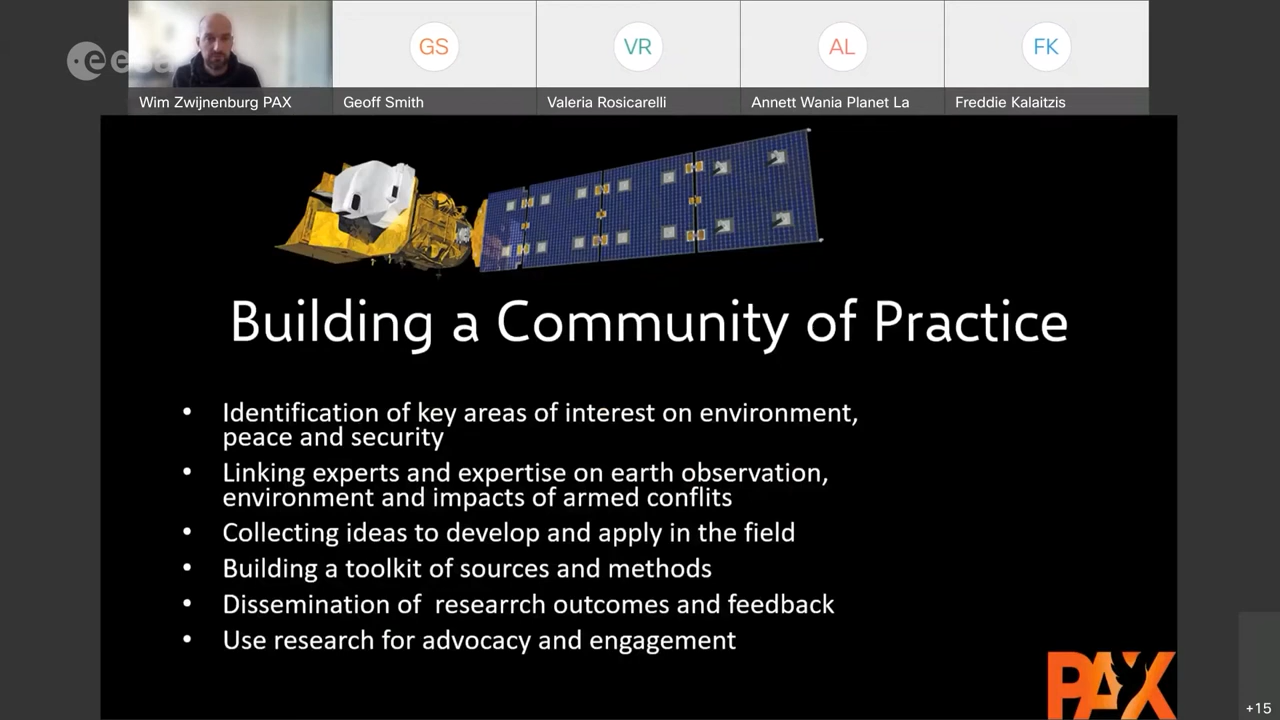 esa
Wim Zwijnenburg PAX
GS
Geoff Smith
VR
Valeria Rosicarelli
AL
Annett Wania Planet La
FK
Freddie Kalaitzis
Building a Community of Practice
• Identification of key areas of interest on environment,
peace and security
• Linking experts and expertise on earth observation,
environment and impacts of armed conflits
• Collecting ideas to develop and apply in the field
• Building a toolkit of sources and methods
• Dissemination of  researrch outcomes and feedback
• Use research for advocacy and engagement
PAX
+15